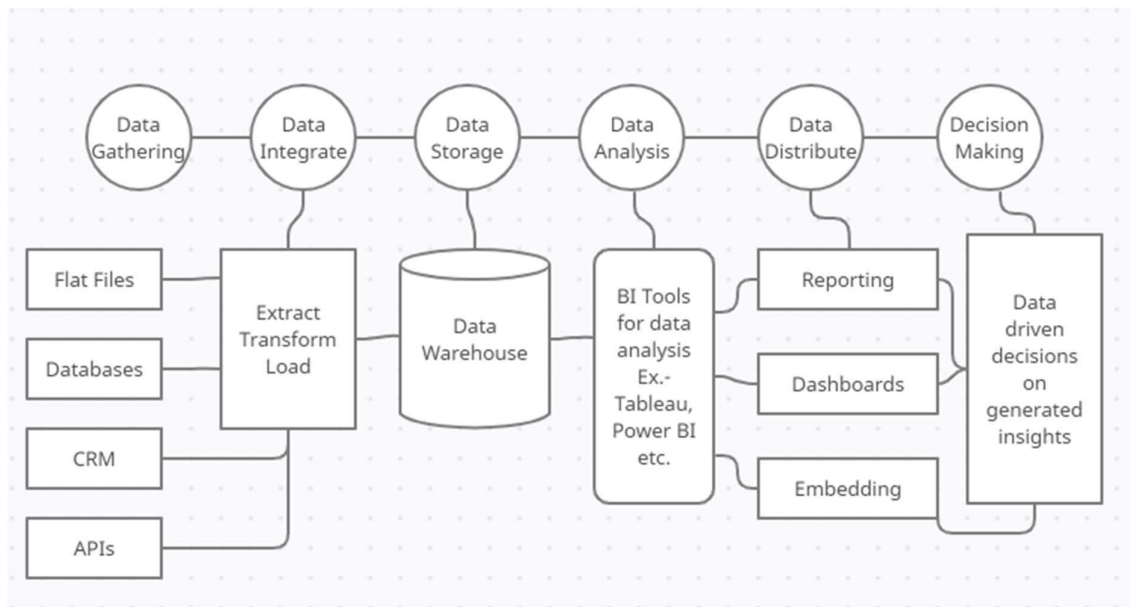 Data
Gathering
Data
Integrate
Data
Storage
Data
Analysis
Data
Distribute
Decision
Making
Flat Files
Databases
CRM
APIs
Extract
Transform
Load
Data
Warehouse
BI Tools
for data
analysis
Ex.-
Tableau,
Power BI
etc.
Reporting
Dashboards
Embedding
Data
driven
decisions
on
generated
insights